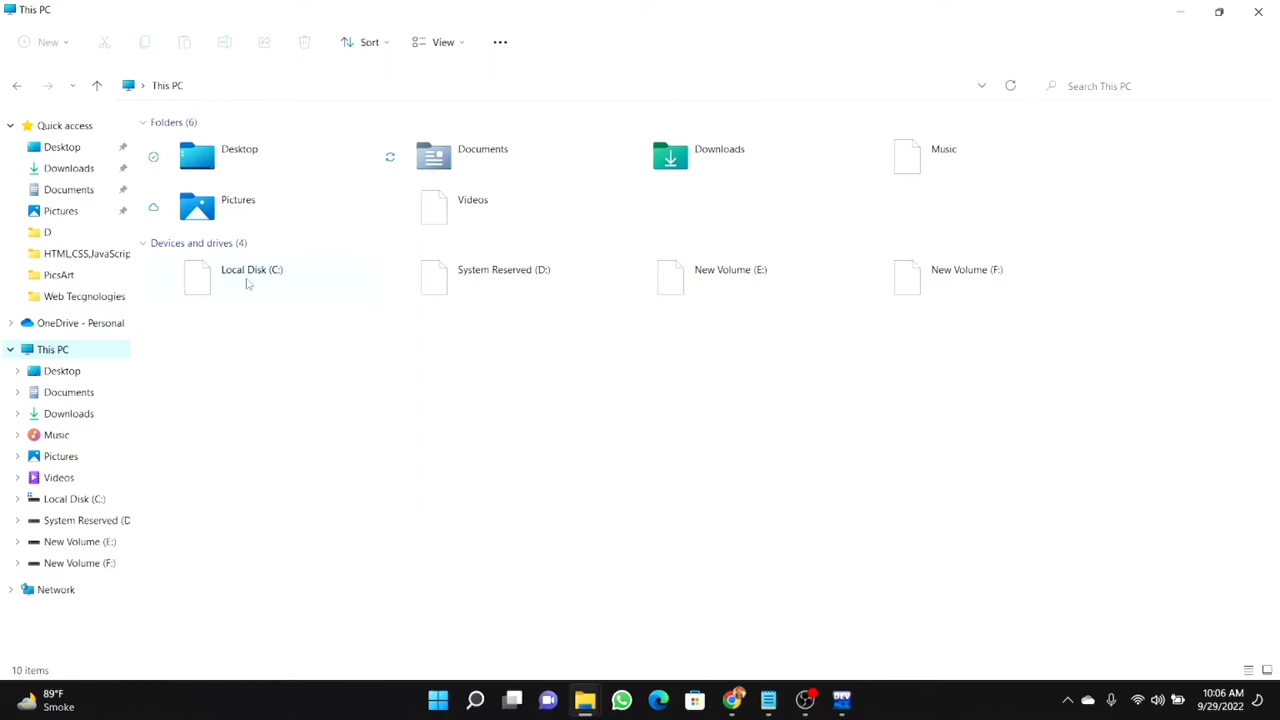 This PC
New
Sort
View
This PC
Search This PC
Quick access
Desktop
Downloads
Documents
Pictures
D
HTML,CSS,JavaScrip
PicsArt
Web Tecgnologies
OneDrive - Personal
This PC
Desktop
Documents
Downloads
Music
Pictures
Videos
Local Disk (C:)
System Reserved (D
New Volume (E:)
New Volume (F:)
Network
Folders (6)
Desktop
Documents
Downloads
Music
Pictures
Videos
Devices and drives (4)
Local Disk (C:)
System Reserved (D:)
New Volume (E:)
New Volume (F:)
10 items
89°F
Smoke
DEV
10:06 AM
9/29/2022